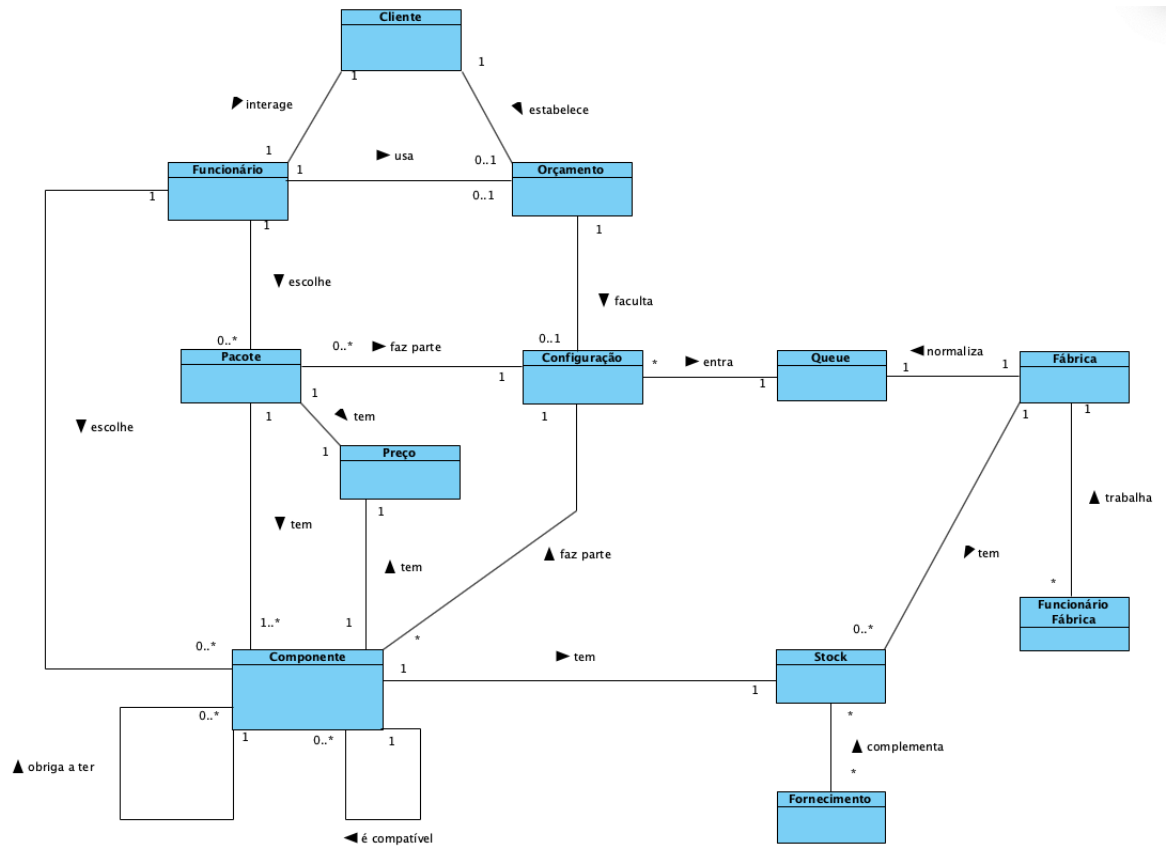 Cliente
1
1
interage
estabelece
1
1
usa
0..1
Funcionário
Orçamento
1
0..1
1
1
escolhe
faculta
0..*
0..*
faz parte
0..1
Pacote
Configuração
*
entra
Queue
normaliza
1
1
Fábrica
1
1
1
tem
1
1
1
1
escolhe
1
Preço
1
tem
trabalha
tem
faz parte
tem
*
Funcionário
Fábrica
1..*
1
*
0..*
0..*
Componente
1
tem
1
Stock
0..*
1
0..*
1
*
obriga a ter
complementa
*
Fornecimento
é compatível